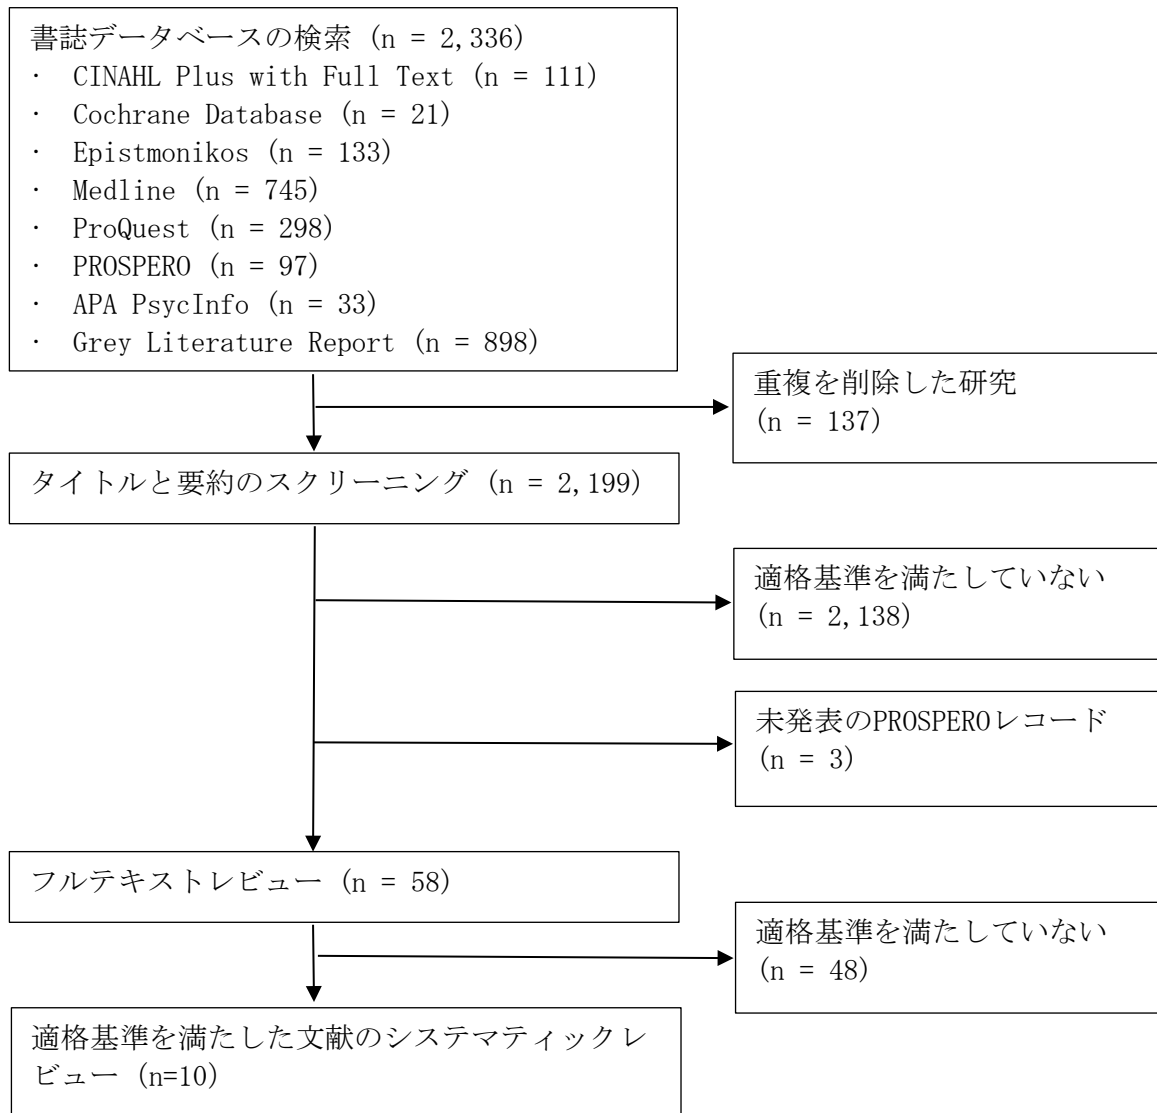 書誌データベースの検索 (n = 2,336)
· CINAHL Plus with Full Text (n = 111)
· Cochrane Database (n = 21)
· Epistmonikos (n = 133)
· Medline (n = 745)
· ProQuest (n = 298)
· PROSPERO (n = 97)
· APA PsycInfo (n = 33)
· Grey Literature Report (n = 898)
重複を削除した研究
(n = 137)
タイトルと要約のスクリーニング (n = 2,199)
適格基準を満たしていない
(n = 2,138)
未発表のPROSPEROレコード
(n = 3)
フルテキストレビュー (n = 58)
適格基準を満たしていない
(n = 48)
適格基準を満たした文献のシステマティックレ
ビュー (n=10)